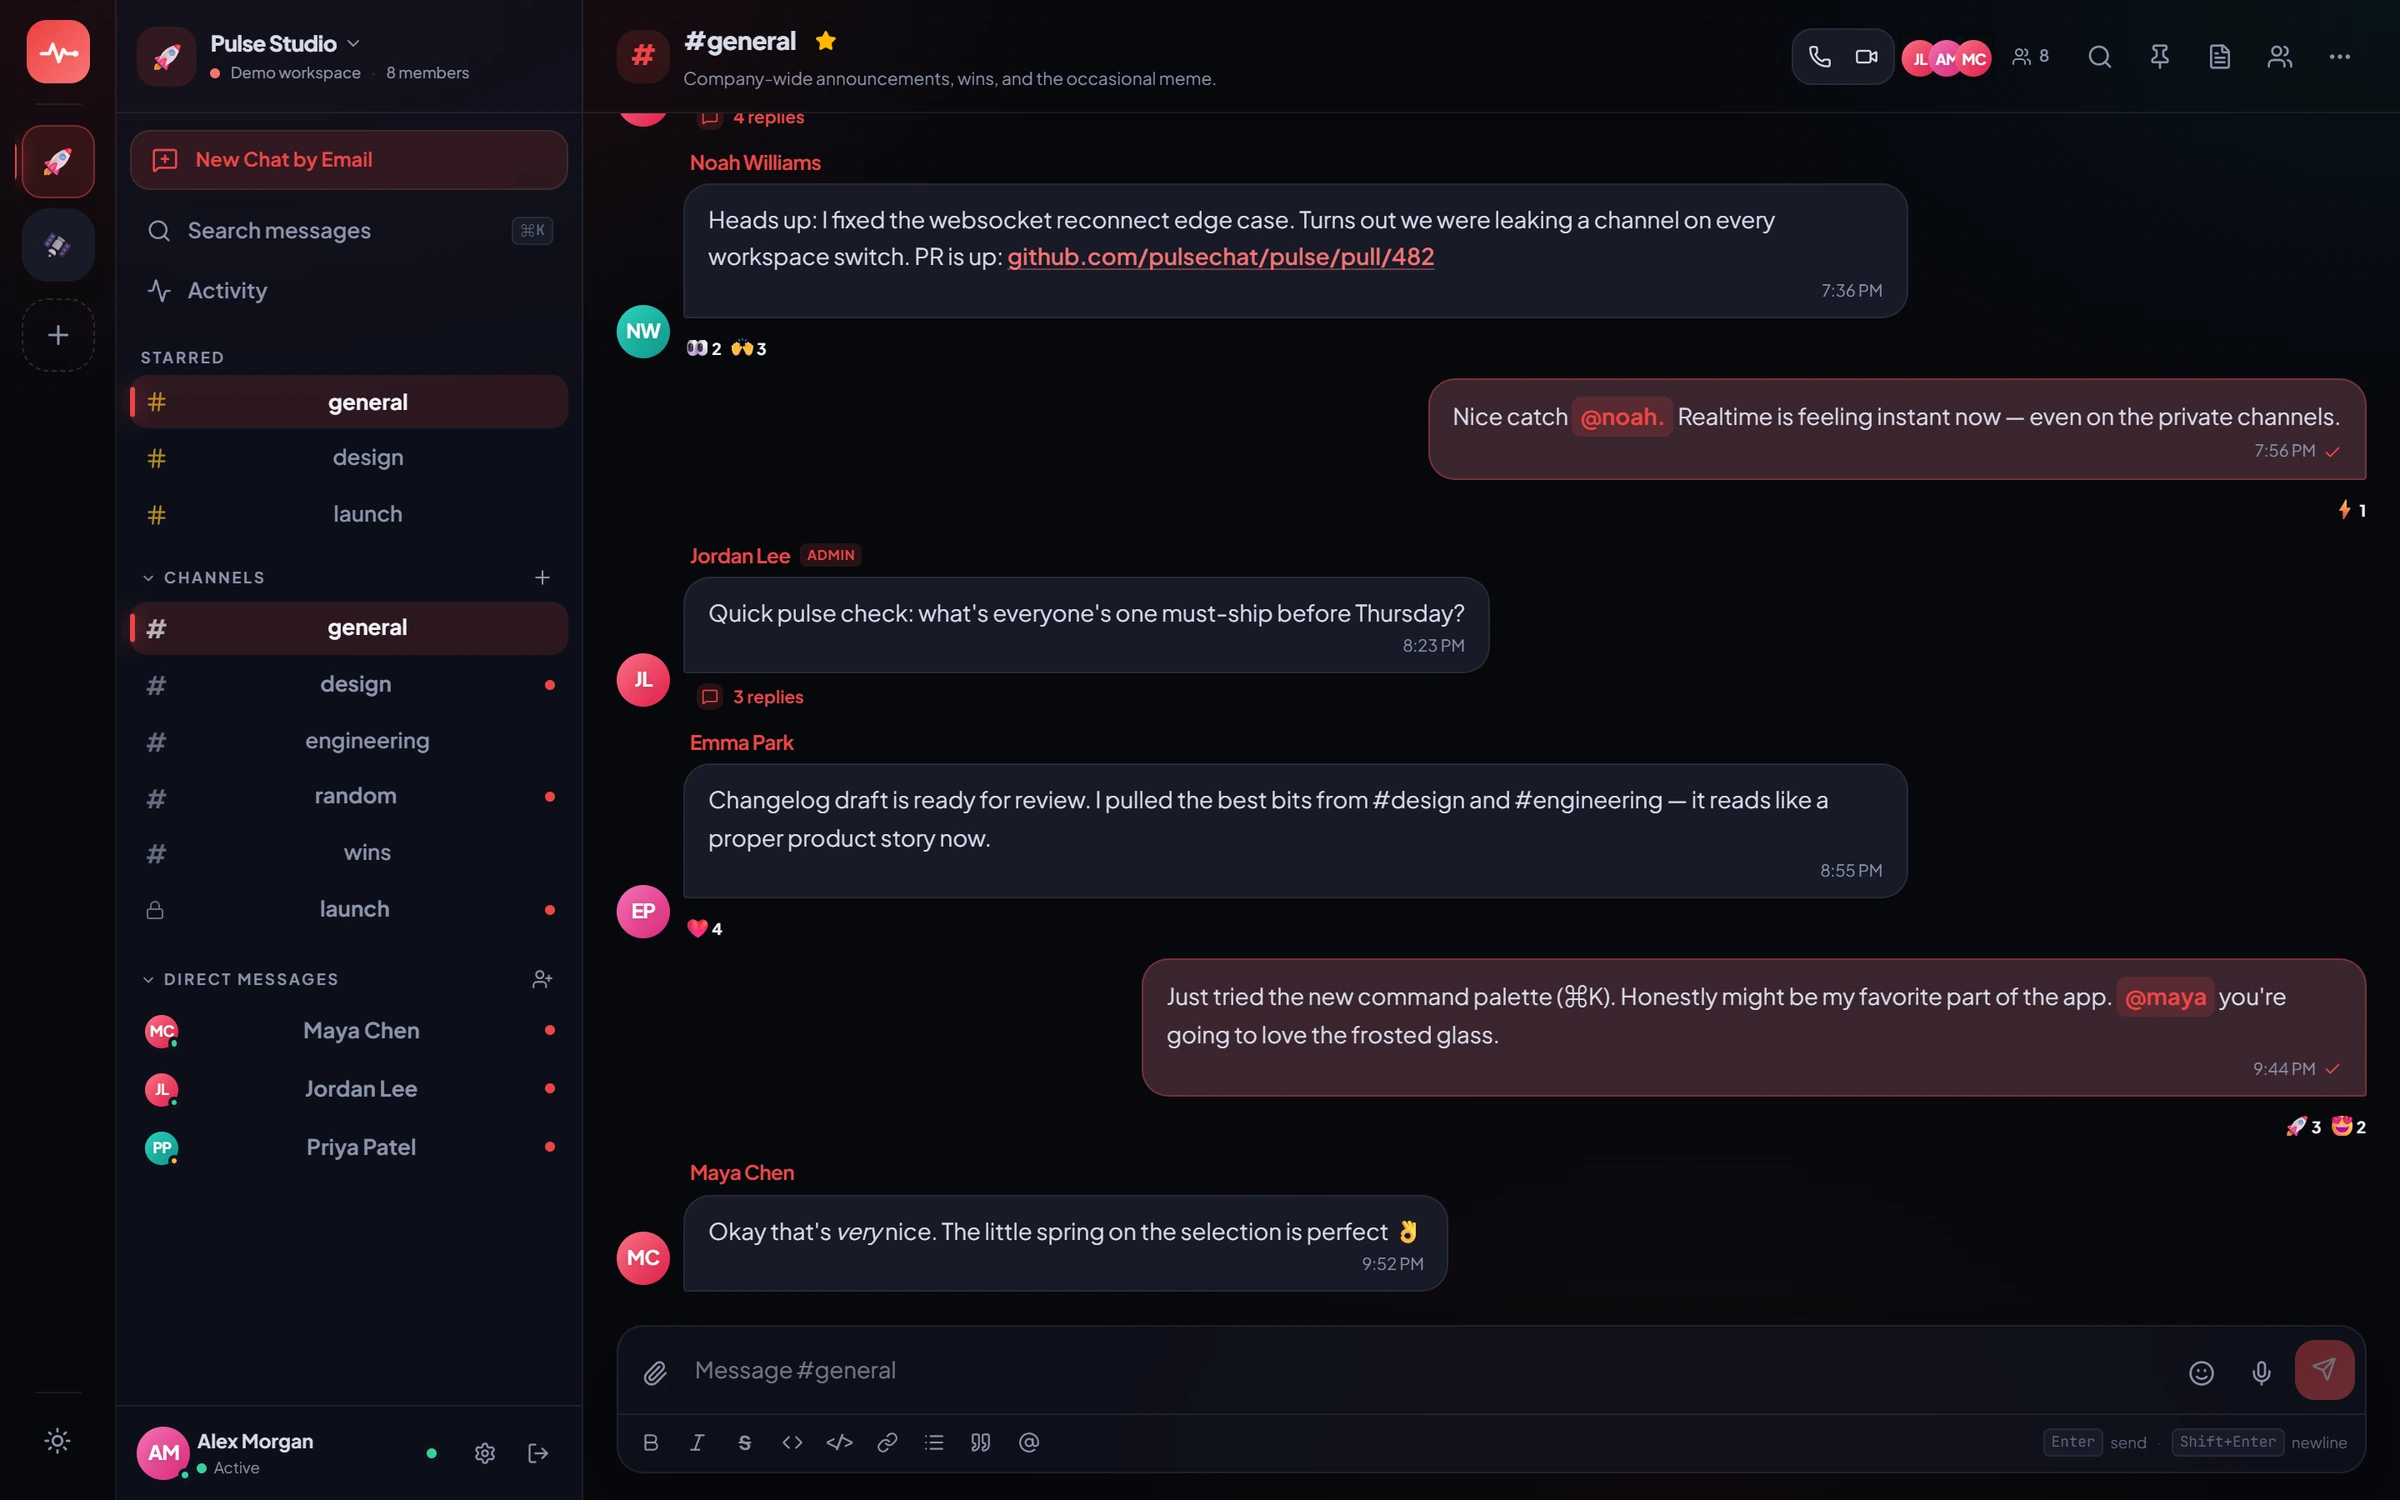 Pulse Studio
Demo workspace · 8 members
New Chat by Email
Search messages ⌘K
Activity
STARRED
# general
# design
# launch
CHANNELS
# general
# design
# engineering
# random
# wins
launch
DIRECT MESSAGES
MC Maya Chen
JL Jordan Lee
PP Priya Patel
AM Alex Morgan
Active
# #general
Company-wide announcements, wins, and the occasional meme.
JL AM MC 8
4 replies
Noah Williams
Heads up: I fixed the websocket reconnect edge case. Turns out we were leaking a channel on every
workspace switch. PR is up: github.com/pulsechat/pulse/pull/482
7:36 PM
NW
👀 2 🙌 3
Nice catch @noah. Realtime is feeling instant now — even on the private channels.
7:56 PM
⚡ 1
Jordan Lee ADMIN
Quick pulse check: what's everyone's one must-ship before Thursday?
8:23 PM
JL
3 replies
Emma Park
Changelog draft is ready for review. I pulled the best bits from #design and #engineering — it reads like a
proper product story now.
8:55 PM
EP
❤️ 4
Just tried the new command palette (⌘K). Honestly might be my favorite part of the app. @maya you're
going to love the frosted glass.
9:44 PM
🚀 3 😍 2
Maya Chen
Okay that's very nice. The little spring on the selection is perfect 👌
9:52 PM
MC
Message #general
B I S <> </> @
Enter send · Shift+Enter newline